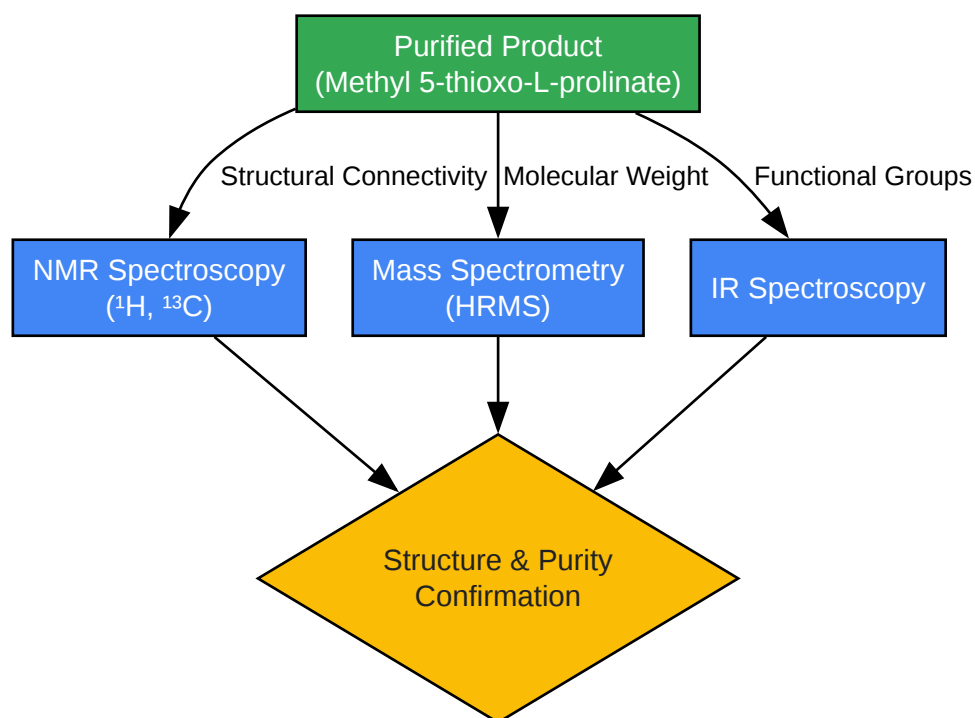 Purified Product
(Methyl 5-thioxo-L-prolinate)
Structural Connectivity
Molecular Weight
Functional Groups
NMR Spectroscopy
(¹H, ¹³C)
Mass Spectrometry
(HRMS)
IR Spectroscopy
Structure & Purity
Confirmation